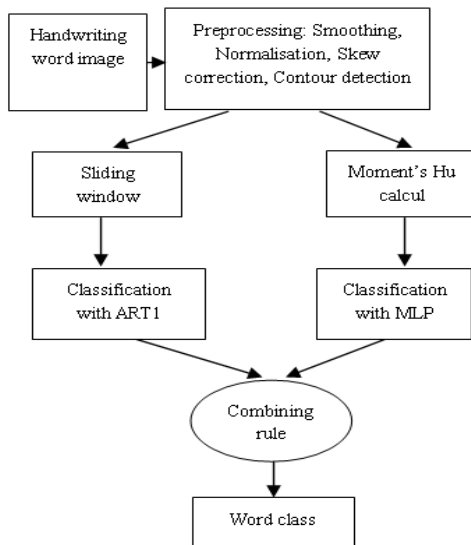 Handwriting
word image
Preprocessing: Smoothing,
Normalisation, Skew
correction, Contour detection
Sliding
window
Moment's Hu
calcul
Classification
with ART1
Classification
with MLP
Combining
rule
Word class